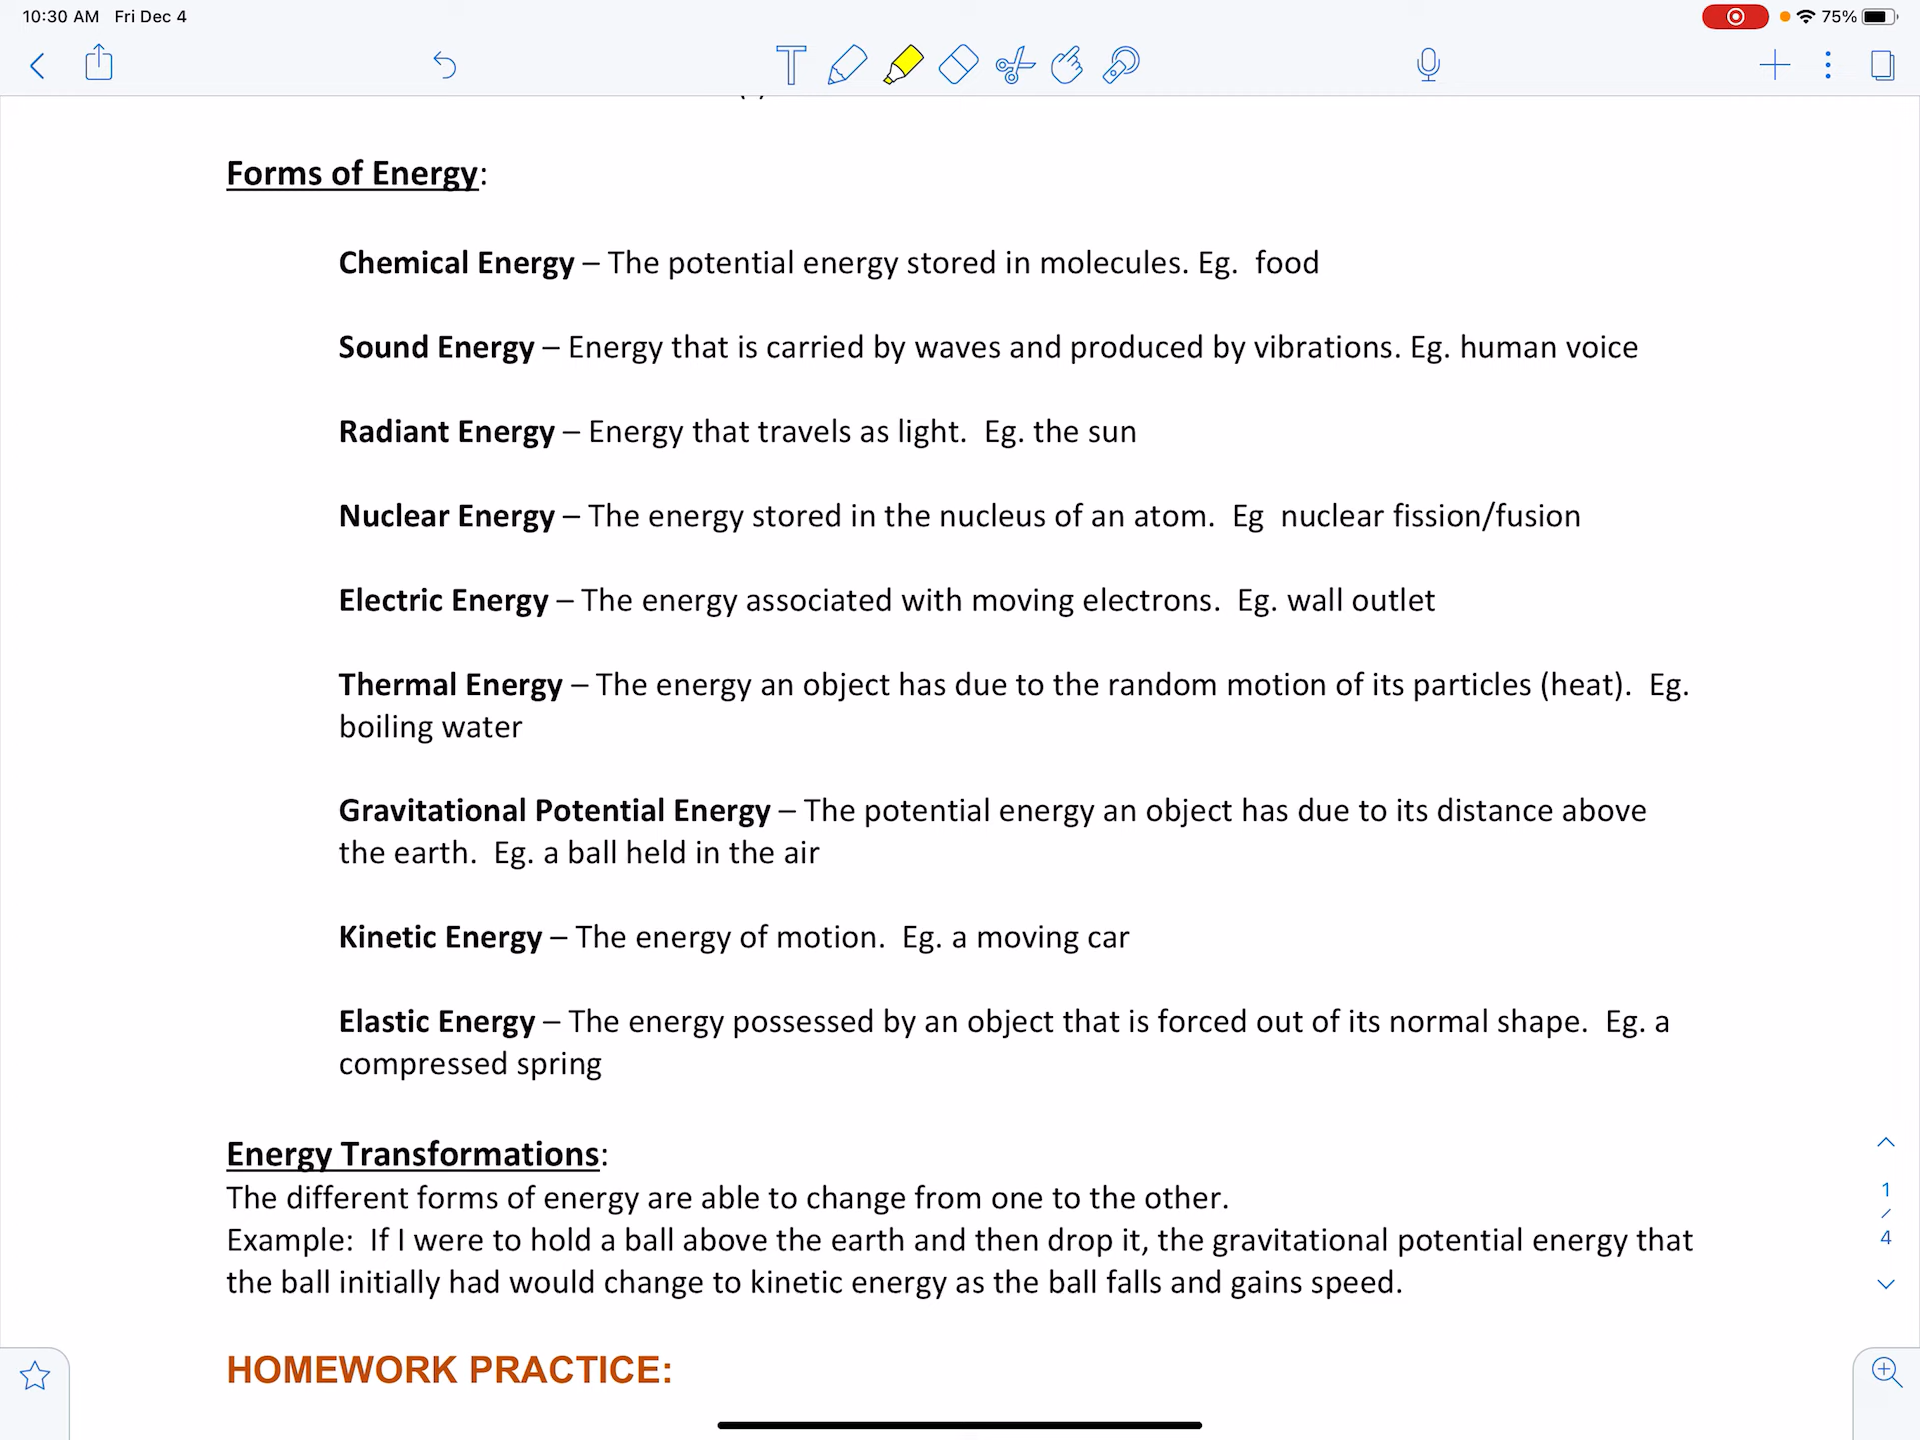 10:30 AM Fri Dec 4
75%
Forms of Energy:
Chemical Energy – The potential energy stored in molecules. Eg.  food
Sound Energy – Energy that is carried by waves and produced by vibrations. Eg. human voice
Radiant Energy – Energy that travels as light.  Eg. the sun
Nuclear Energy – The energy stored in the nucleus of an atom.  Eg  nuclear fission/fusion
Electric Energy – The energy associated with moving electrons.  Eg. wall outlet
Thermal Energy – The energy an object has due to the random motion of its particles (heat).  Eg.
boiling water
Gravitational Potential Energy – The potential energy an object has due to its distance above
the earth.  Eg. a ball held in the air
Kinetic Energy – The energy of motion.  Eg. a moving car
Elastic Energy – The energy possessed by an object that is forced out of its normal shape.  Eg. a
compressed spring
Energy Transformations:
The different forms of energy are able to change from one to the other.
Example:  If I were to hold a ball above the earth and then drop it, the gravitational potential energy that
the ball initially had would change to kinetic energy as the ball falls and gains speed.
1
/
4
HOMEWORK PRACTICE: